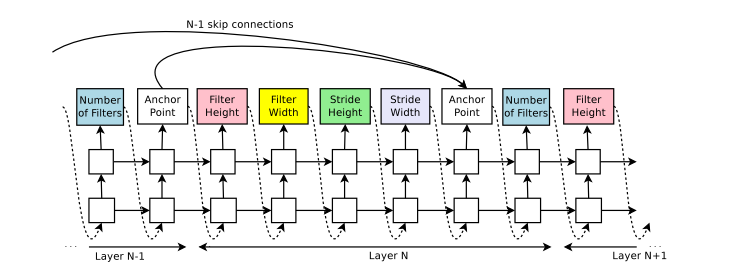 N-1 skip connections
Number
of Filters
Anchor
Point
Filter
Height
Filter
Width
Stride
Height
Stride
Width
Anchor
Point
Number
of Filters
Filter
Height
...
Layer N-1
Layer N
Layer N+1
...